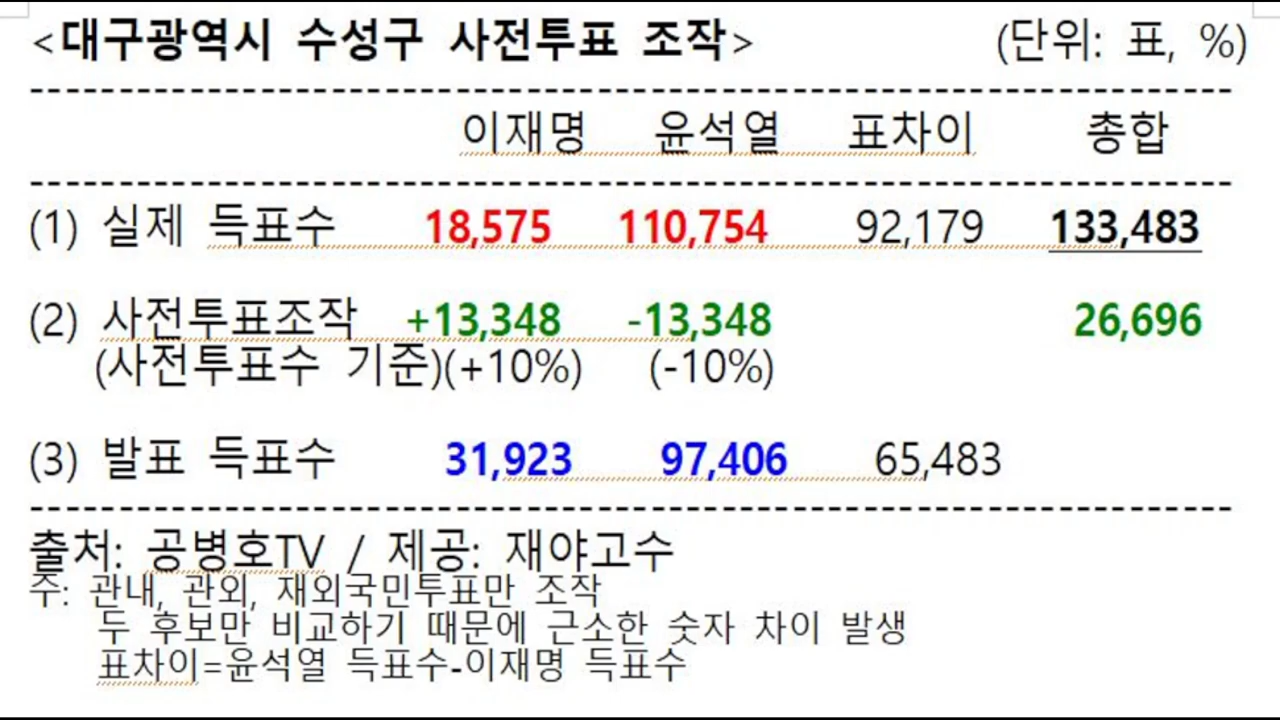 <대구광역시 수성구 사전투표 조작> (단위: 표, %)
이재명 윤석열 표차이 총합
(1) 실제 득표수 18,575 110,754 92,179 133,483
(2) 사전투표조작 +13,348 -13,348 26,696
(사전투표수 기준)(+10%) (-10%)
(3) 발표 득표수 31,923 97,406 65,483
출처: 공병호TV / 제공: 재야고수
주: 관내, 관외, 재외국민투표만 조작
두 후보만 비교하기 때문에 근소한 숫자 차이 발생
표차이=윤석열 득표수-이재명 득표수